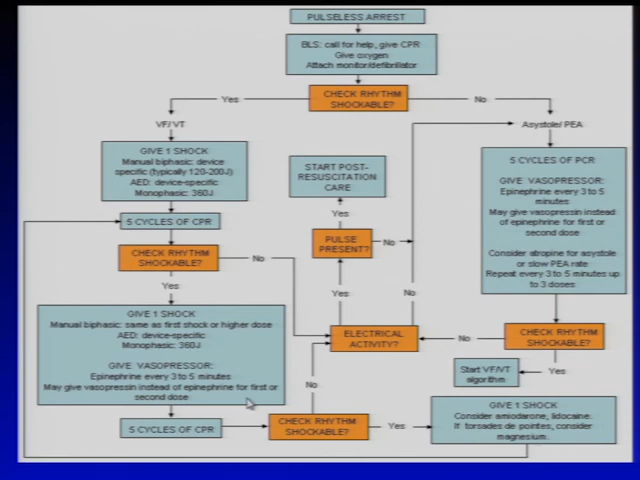 PULSELESS ARREST
BLS: call for help, give CPR
Give oxygen
Attach monitor/defibrillator
CHECK RHYTHM
SHOCKABLE?
Yes
No
VF/ VT
Asystole/ PEA
GIVE 1 SHOCK
Manual biphasic: device
specific (typically 120-200J)
AED: device-specific
Monophasic: 360J
START POST-
RESUSCITATION
CARE
5 CYCLES OF PCR
GIVE VASOPRESSOR:
Epinephrine every 3 to 5
minutes
May give vasopressin instead
of epinephrine for first or
second dose
Consider atropine for asystole
or slow PEA rate
Repeat every 3 to 5 minutes up
to 3 doses
5 CYCLES OF CPR
Yes
PULSE
PRESENT?
No
CHECK RHYTHM
SHOCKABLE?
No
Yes
Yes
No
GIVE 1 SHOCK
Manual biphasic: same as first shock or higher dose
AED: device-specific
Monophasic: 360J
GIVE VASOPRESSOR:
Epinephrine every 3 to 5 minutes
May give vasopressin instead of epinephrine for first or
second dose
ELECTRICAL
ACTIVITY?
No
CHECK RHYTHM
SHOCKABLE?
Start VF/VT
algorithm
Yes
No
5 CYCLES OF CPR
CHECK RHYTHM
SHOCKABLE?
Yes
GIVE 1 SHOCK
Consider amiodarone, lidocaine.
If torsades de pointes, consider
magnesium.